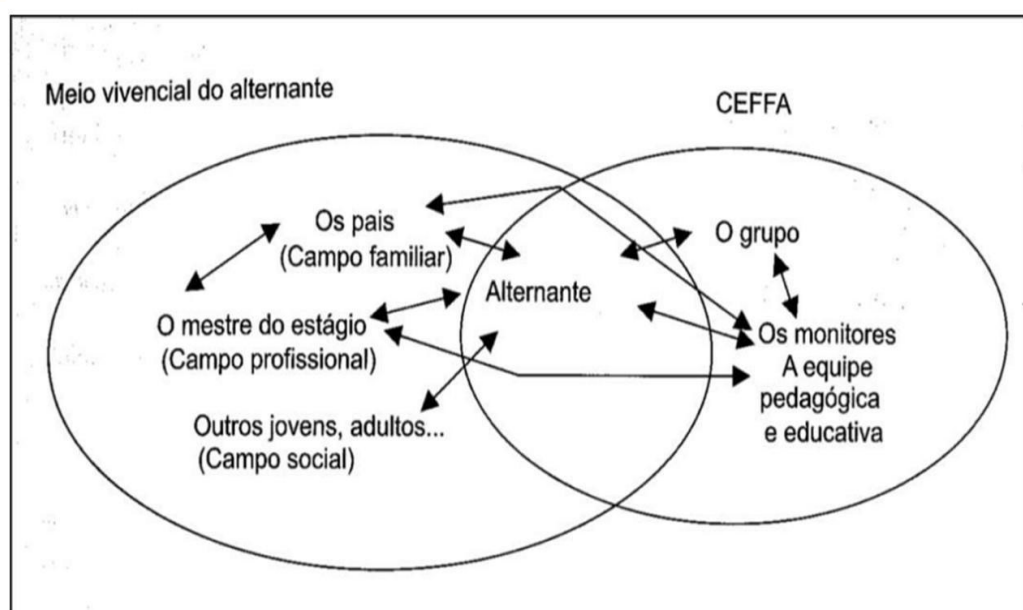 Meio vivencial do alternante
CEFFA
Os pais
(Campo familiar)
O mestre do estágio
(Campo profissional)
Outros jovens, adultos...
(Campo social)
Alternante
O grupo
Os monitores
A equipe
pedagógica
e educativa